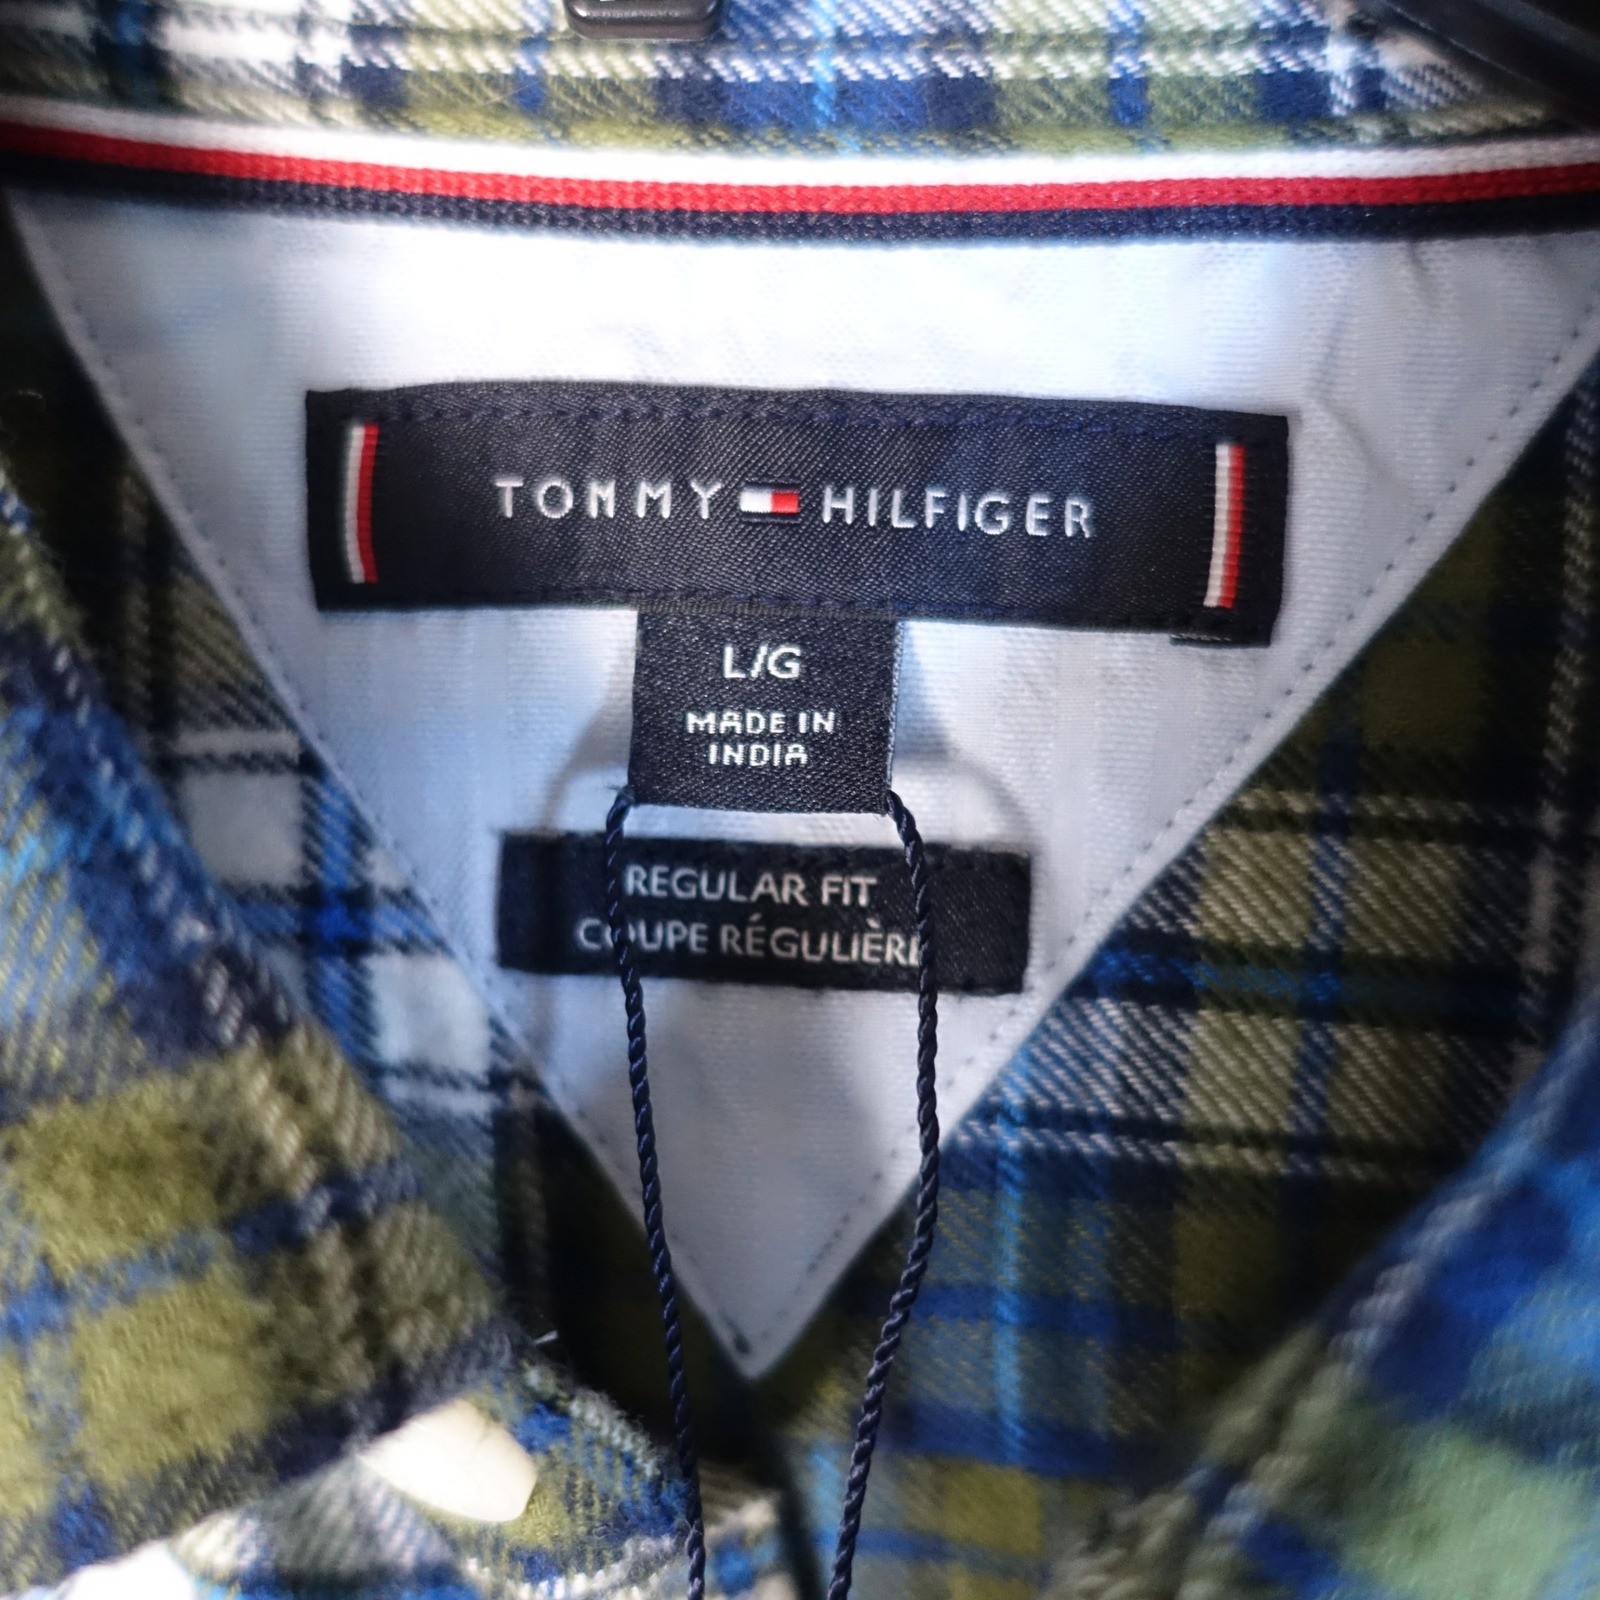 TOMMY HILFIGER
L/G
MADE IN
INDIA
REGULAR FIT
COUPE RÉGULIÈRE